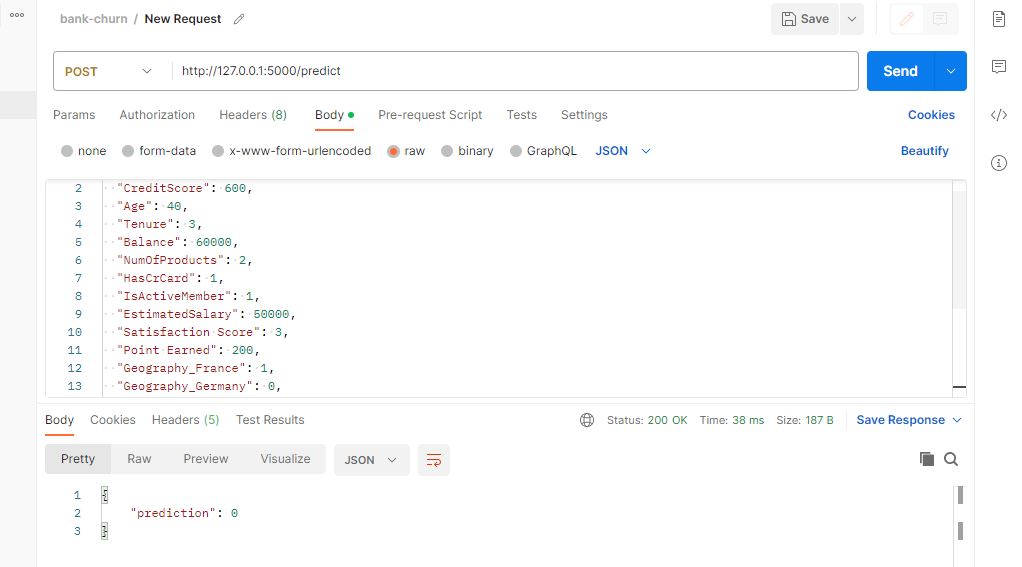 bank-churn / New Request
Save
POST http://127.0.0.1:5000/predict Send
Params Authorization Headers (8) Body Pre-request Script Tests Settings Cookies
none form-data x-www-form-urlencoded raw binary GraphQL JSON Beautify
2 "CreditScore": 600,
3 "Age": 40,
4 "Tenure": 3,
5 "Balance": 60000,
6 "NumOfProducts": 2,
7 "HasCrCard": 1,
8 "IsActiveMember": 1,
9 "EstimatedSalary": 50000,
10 "Satisfaction Score": 3,
11 "Point Earned": 200,
12 "Geography_France": 1,
13 "Geography_Germany": 0,
Body Cookies Headers (5) Test Results Status: 200 OK Time: 38 ms Size: 187 B Save Response
Pretty Raw Preview Visualize JSON
1 {
2 "prediction": 0
3 }